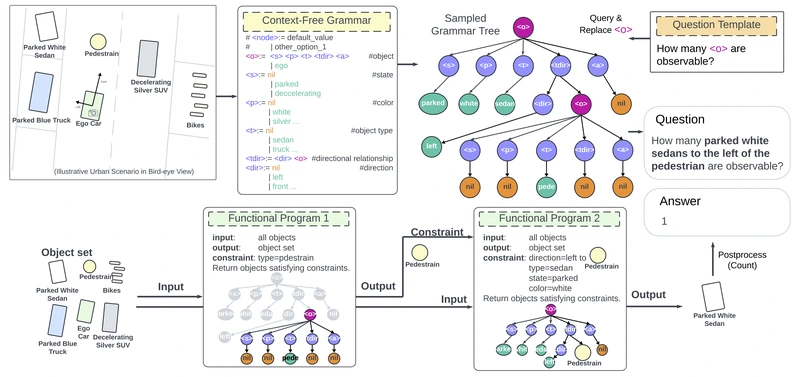 Parked White
Sedan
Pedestrain
Decelerating
Silver SUV
Parked Blue Truck
Ego Car
Bikes
(Illustrative Urban Scenario in Bird-eye View)
Context-Free Grammar
# <node>:= default_value
# | other_option_1
<o>:= <s> <p> <t> <tdir> <a> #object
| ego
<s>:= nil #state
| parked
| deccelerating
<p>:= nil #color
| white
| silver ...
<t>:= nil #object type
| sedan
| truck ...
<tdir>:= <dir> <o> #directional relationship
<dir>:= nil #direction
| left
| front ...
Sampled
Grammar Tree
<o>
<s> <p> <t> <tdir> <a>
parked white sedan <dir> <o> nil
left
<s> <p> <t> <tdir> <a>
nil nil pede nil nil
Query &
Replace <o>
Question Template
How many <o> are
observable?
Question
How many parked white
sedans to the left of the
pedestrian are observable?
Answer
1
Postprocess
(Count)
Parked White
Sedan
Object set
Parked White
Sedan
Pedestrain
Bikes
Parked Blue
Truck
Ego
Car
Decelerating
Silver SUV
Input
Functional Program 1
input: all objects
output: object set
constraint: type=pdestrain
Return objects satisfying constraints.
<o>
<s> <p> <t> <tdir> <a>
nil nil pede nil nil
Output
Constraint
Pedestrain
Input
Functional Program 2
input: all objects
output: object set
constraint: direction=left to
type=sedan
state=parked
color=white
Pedestrain
Return objects satisfying constraints.
<o>
<s> <p> <t> <a>
nil
left
Pedestrain
Output